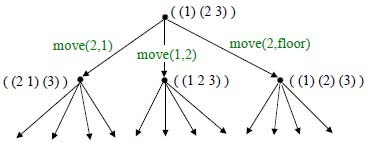 ( (1) (2 3) )
move(2,1)
move(1,2)
move(2,floor)
( (2 1) (3) )
( (1 2 3) )
( (1) (2) (3) )